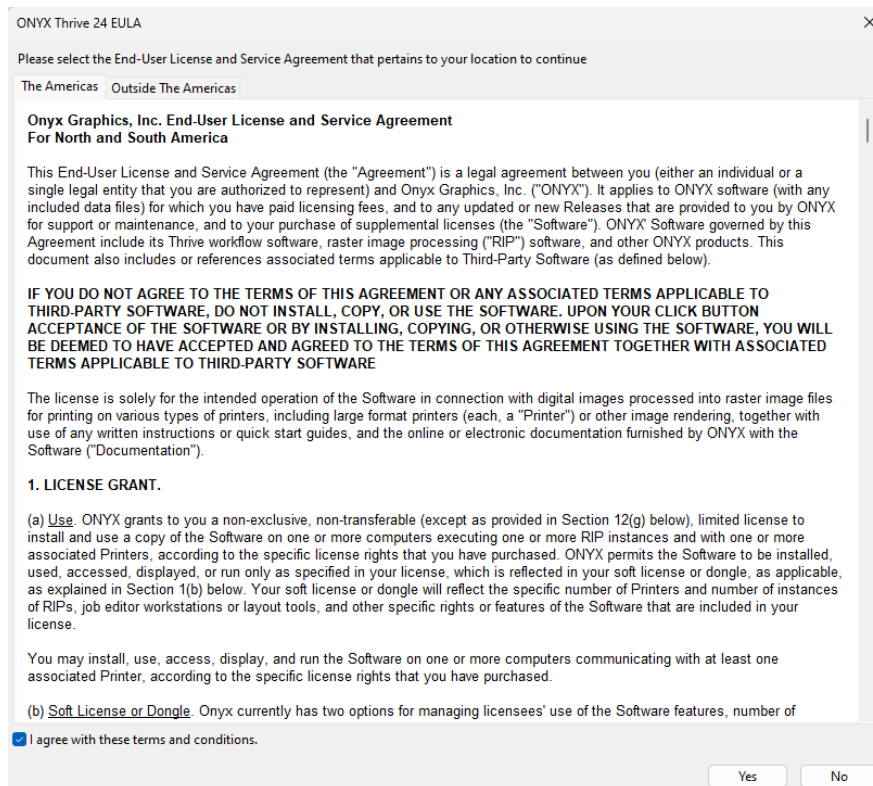 ONYX Thrive 24 EULA
Please select the End-User License and Service Agreement that pertains to your location to continue
The Americas
Outside The Americas
Onyx Graphics, Inc. End-User License and Service Agreement
For North and South America
This End-User License and Service Agreement (the "Agreement") is a legal agreement between you (either an individual or a
single legal entity that you are authorized to represent) and Onyx Graphics, Inc. ("ONYX"). It applies to ONYX software (with any
included data files) for which you have paid licensing fees, and to any updated or new Releases that are provided to you by ONYX
for support or maintenance, and to your purchase of supplemental licenses (the "Software"). ONYX' Software governed by this
Agreement include its Thrive workflow software, raster image processing ("RIP") software, and other ONYX products. This
document also includes or references associated terms applicable to Third-Party Software (as defined below).
IF YOU DO NOT AGREE TO THE TERMS OF THIS AGREEMENT OR ANY ASSOCIATED TERMS APPLICABLE TO
THIRD-PARTY SOFTWARE, DO NOT INSTALL, COPY, OR USE THE SOFTWARE. UPON YOUR CLICK BUTTON
ACCEPTANCE OF THE SOFTWARE OR BY INSTALLING, COPYING, OR OTHERWISE USING THE SOFTWARE, YOU WILL
BE DEEMED TO HAVE ACCEPTED AND AGREED TO THE TERMS OF THIS AGREEMENT TOGETHER WITH ASSOCIATED
TERMS APPLICABLE TO THIRD-PARTY SOFTWARE
The license is solely for the intended operation of the Software in connection with digital images processed into raster image files
for printing on various types of printers, including large format printers (each, a "Printer") or other image rendering, together with
use of any written instructions or quick start guides, and the online or electronic documentation furnished by ONYX with the
Software ("Documentation").
1. LICENSE GRANT.
(a) Use. ONYX grants to you a non-exclusive, non-transferable (except as provided in Section 12(g) below), limited license to
install and use a copy of the Software on one or more computers executing one or more RIP instances and with one or more
associated Printers, according to the specific license rights that you have purchased. ONYX permits the Software to be installed,
used, accessed, displayed, or run only as specified in your license, which is reflected in your soft license or dongle, as applicable,
as explained in Section 1(b) below. Your soft license or dongle will reflect the specific number of Printers and number of instances
of RIPs, job editor workstations or layout tools, and other specific rights or features of the Software that are included in your
license.
You may install, use, access, display, and run the Software on one or more computers communicating with at least one
associated Printer, according to the specific license rights that you have purchased.
(b) Soft License or Dongle. Onyx currently has two options for managing licensees' use of the Software features, number of
I agree with these terms and conditions.
Yes
No